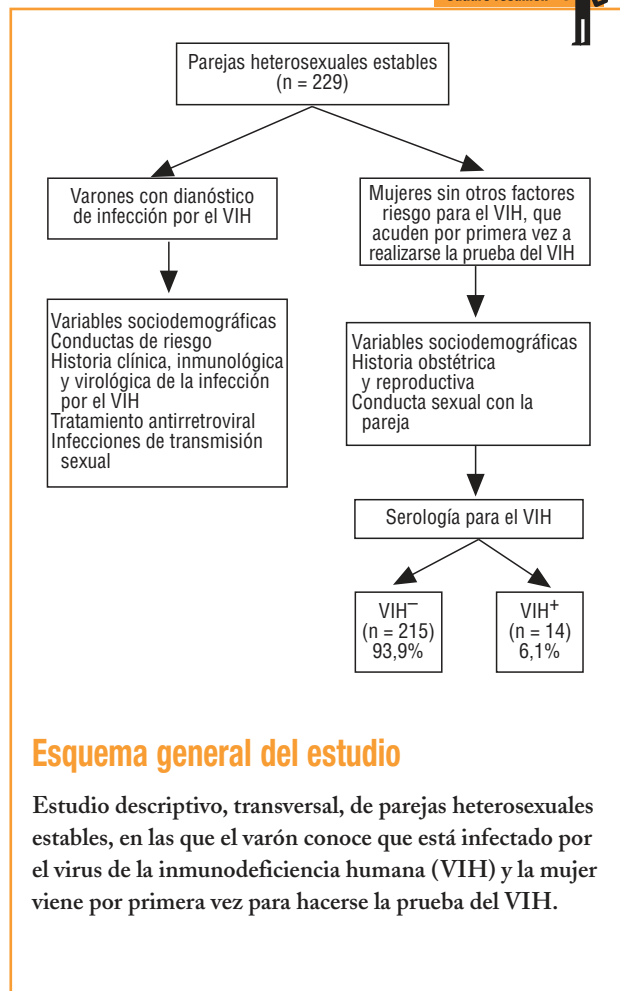 Parejas heterosexuales estables
(n = 229)
Varones con dianóstico
de infección por el VIH
Mujeres sin otros factores
riesgo para el VIH, que
acuden por primera vez a
realizarse la prueba del VIH
Variables sociodemográficas
Conductas de riesgo
Historia clínica, inmunológica
y virológica de la infección
por el VIH
Tratamiento antirretroviral
Infecciones de transmisión
sexual
Variables sociodemográficas
Historia obstétrica
y reproductiva
Conducta sexual con la
pareja
Serología para el VIH
VIH−
(n = 215)
93,9%
VIH+
(n = 14)
6,1%
Esquema general del estudio
Estudio descriptivo, transversal, de parejas heterosexuales
estables, en las que el varón conoce que está infectado por
el virus de la inmunodeficiencia humana (VIH) y la mujer
viene por primera vez para hacerse la prueba del VIH.